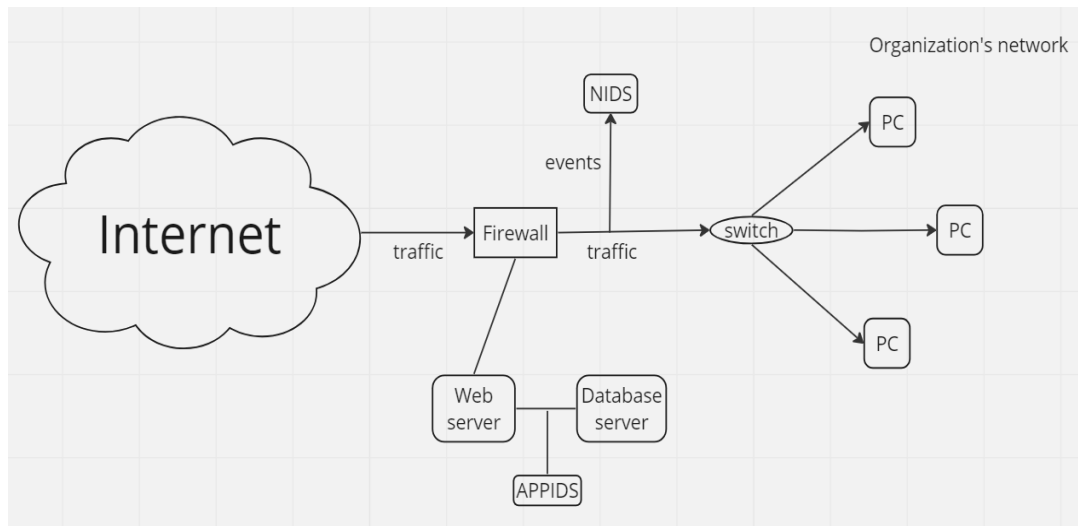 Organization's network
NIDS
PC
events
Internet
traffic
Firewall
traffic
switch
PC
PC
Web
server
Database
server
APPIDS